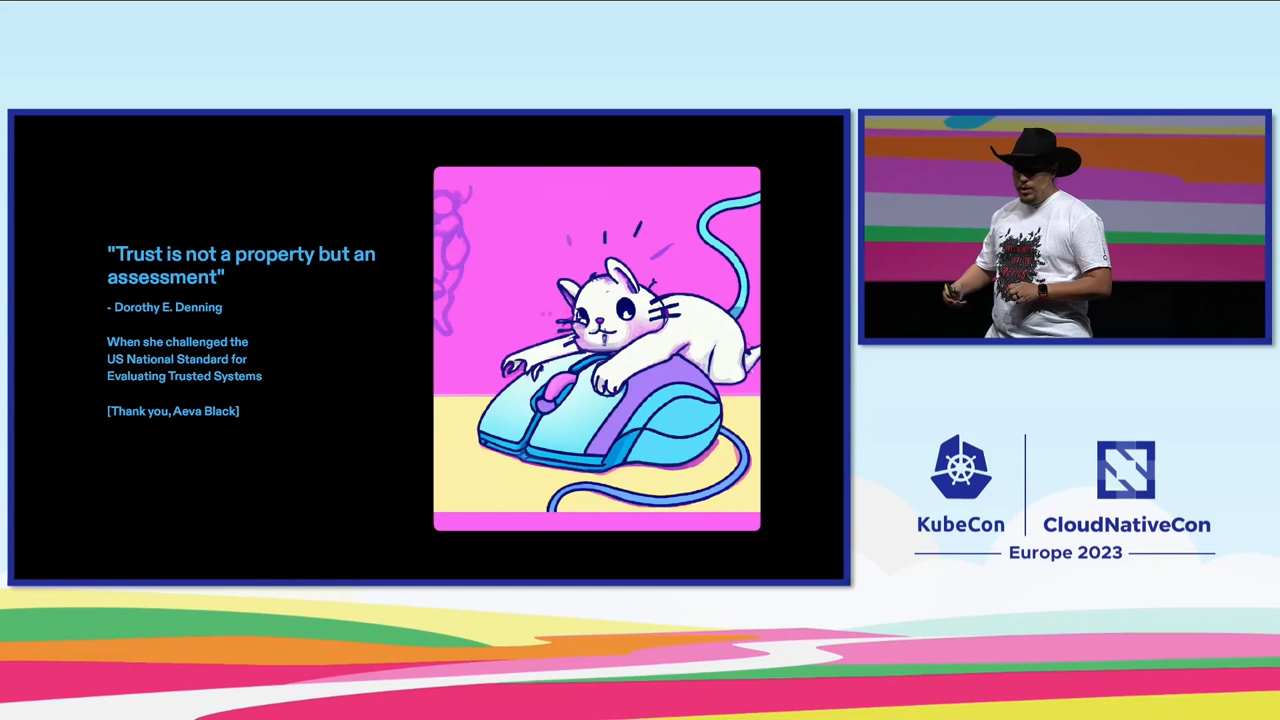 "Trust is not a property but an
assessment"
- Dorothy E. Denning
When she challenged the
US National Standard for
Evaluating Trusted Systems
[Thank you, Aeva Black]
KubeCon
CloudNativeCon
Europe 2023